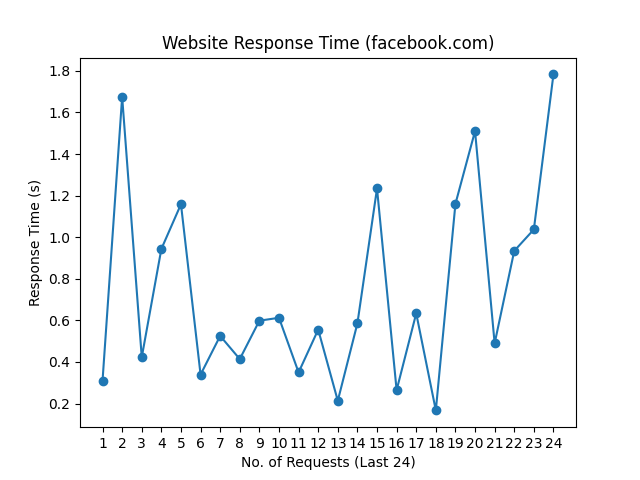 Website Response Time (facebook.com)
1.8
1.6
1.4
1.2
1.0
0.8
0.6
0.4
0.2
Response Time (s)
1 2 3 4 5 6 7 8 9 10 11 12 13 14 15 16 17 18 19 20 21 22 23 24
No. of Requests (Last 24)